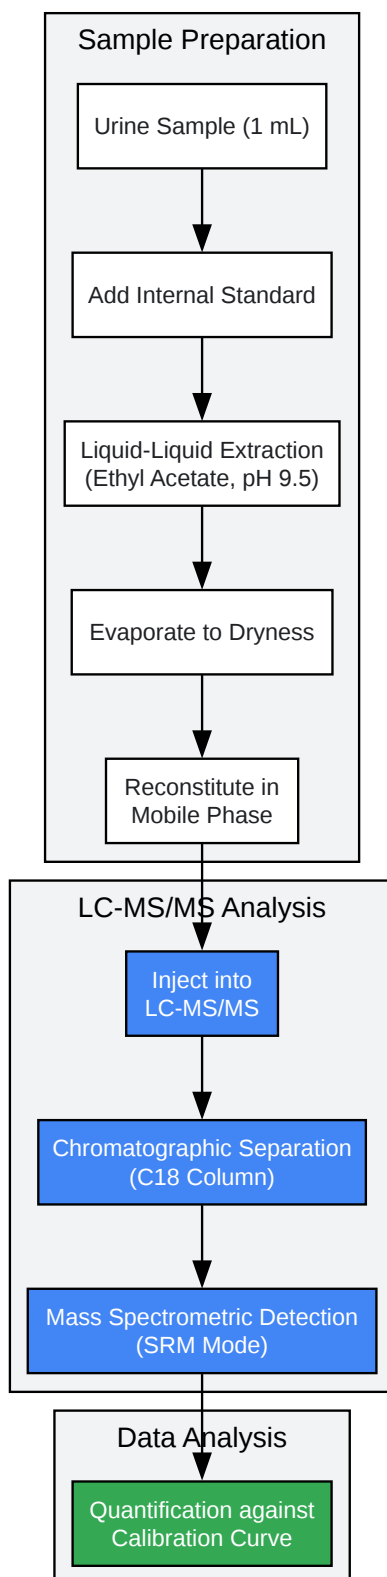 Sample Preparation
Urine Sample (1 mL)
Add Internal Standard
Liquid-Liquid Extraction
(Ethyl Acetate, pH 9.5)
Evaporate to Dryness
Reconstitute in
Mobile Phase
LC-MS/MS Analysis
Inject into
LC-MS/MS
Chromatographic Separation
(C18 Column)
Mass Spectrometric Detection
(SRM Mode)
Data Analysis
Quantification against
Calibration Curve